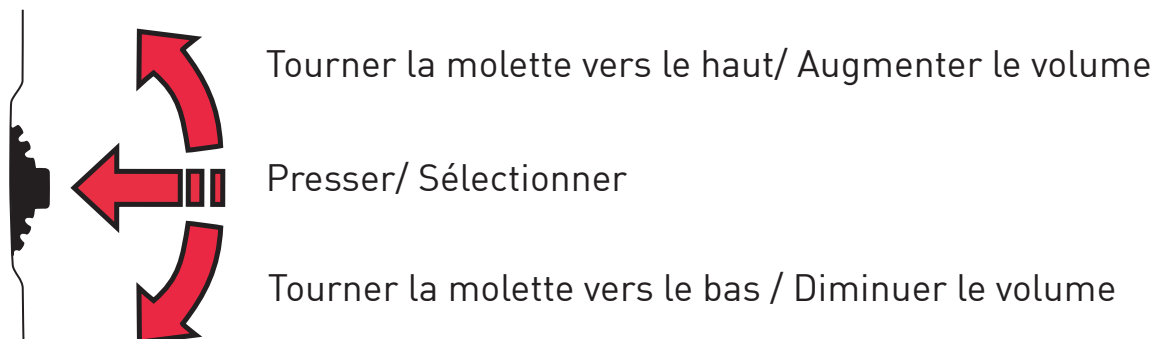 Tourner la molette vers le haut/ Augmenter le volume
Presser/ Sélectionner
Tourner la molette vers le bas / Diminuer le volume